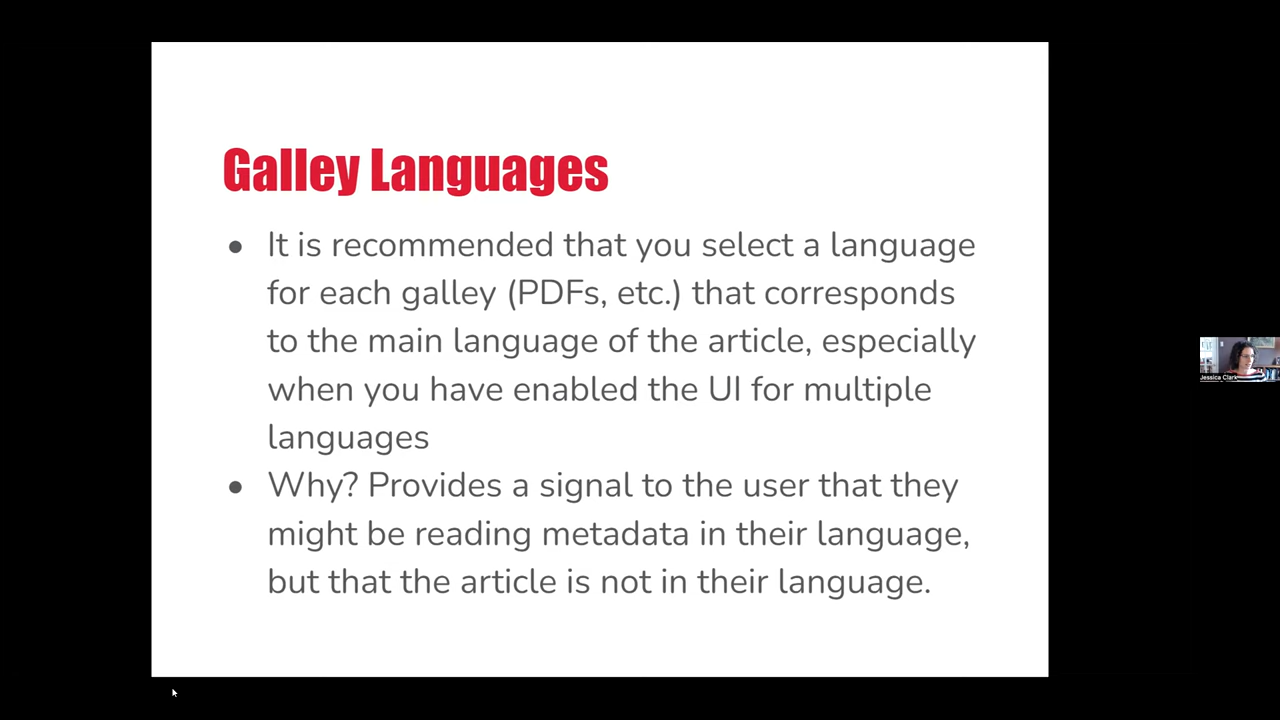 Galley Languages
● It is recommended that you select a language
for each galley (PDFs, etc.) that corresponds
to the main language of the article, especially
when you have enabled the UI for multiple
languages
● Why? Provides a signal to the user that they
might be reading metadata in their language,
but that the article is not in their language.
Jessica Clark